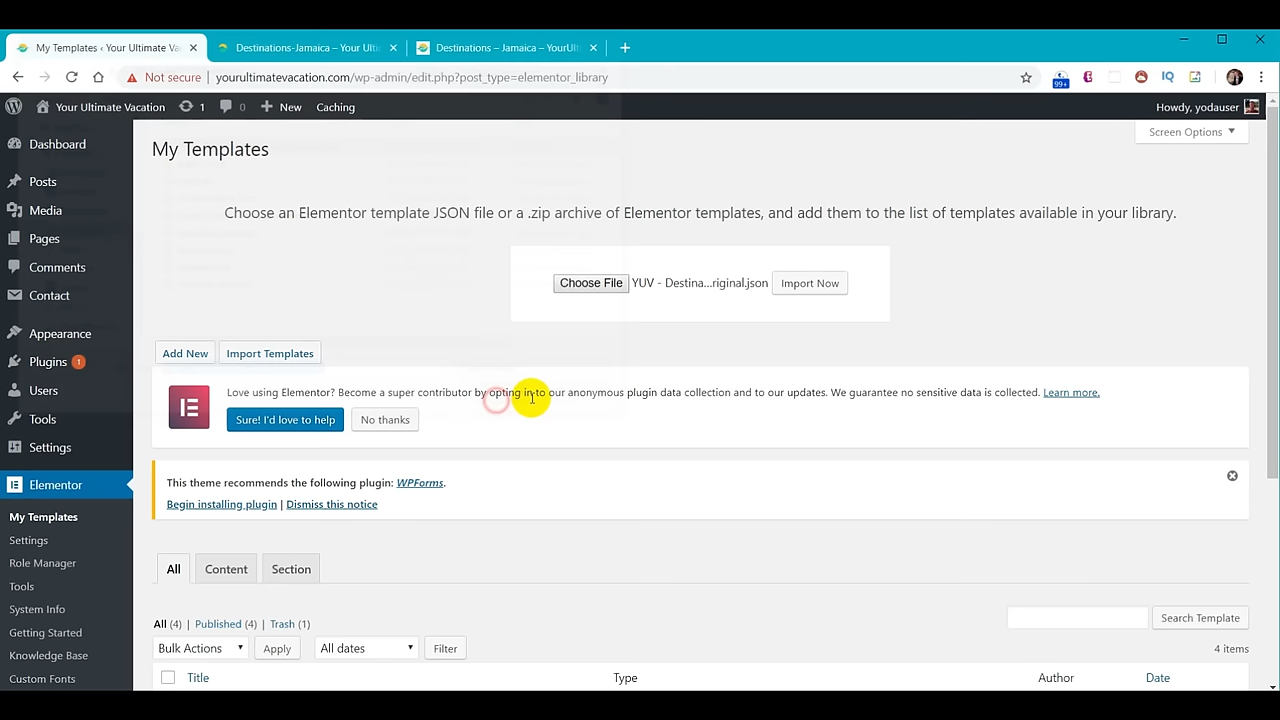 My Templates ‹ Your Ultimate Va
Destinations-Jamaica – Your Ulti
Destinations – Jamaica – YourUl
Not secure
yourultimatevacation.com/wp-admin/edit.php?post_type=elementor_library
99+
IQ
Your Ultimate Vacation
1
0
New
Caching
Howdy, yodauser
Dashboard
Posts
Media
Pages
Comments
Contact
Appearance
Plugins 1
Users
Tools
Settings
Elementor
My Templates
Settings
Role Manager
Tools
System Info
Getting Started
Knowledge Base
Custom Fonts
Screen Options
My Templates
Choose an Elementor template JSON file or a .zip archive of Elementor templates, and add them to the list of templates available in your library.
Choose File YUV - Destina...riginal.json Import Now
Add New
Import Templates
Love using Elementor? Become a super contributor by opting in to our anonymous plugin data collection and to our updates. We guarantee no sensitive data is collected. Learn more.
Sure! I'd love to help
No thanks
This theme recommends the following plugin: WPForms.
Begin installing plugin | Dismiss this notice
All
Content
Section
All (4) | Published (4) | Trash (1)
Search Template
Bulk Actions
Apply
All dates
Filter
4 items
Title
Type
Author
Date